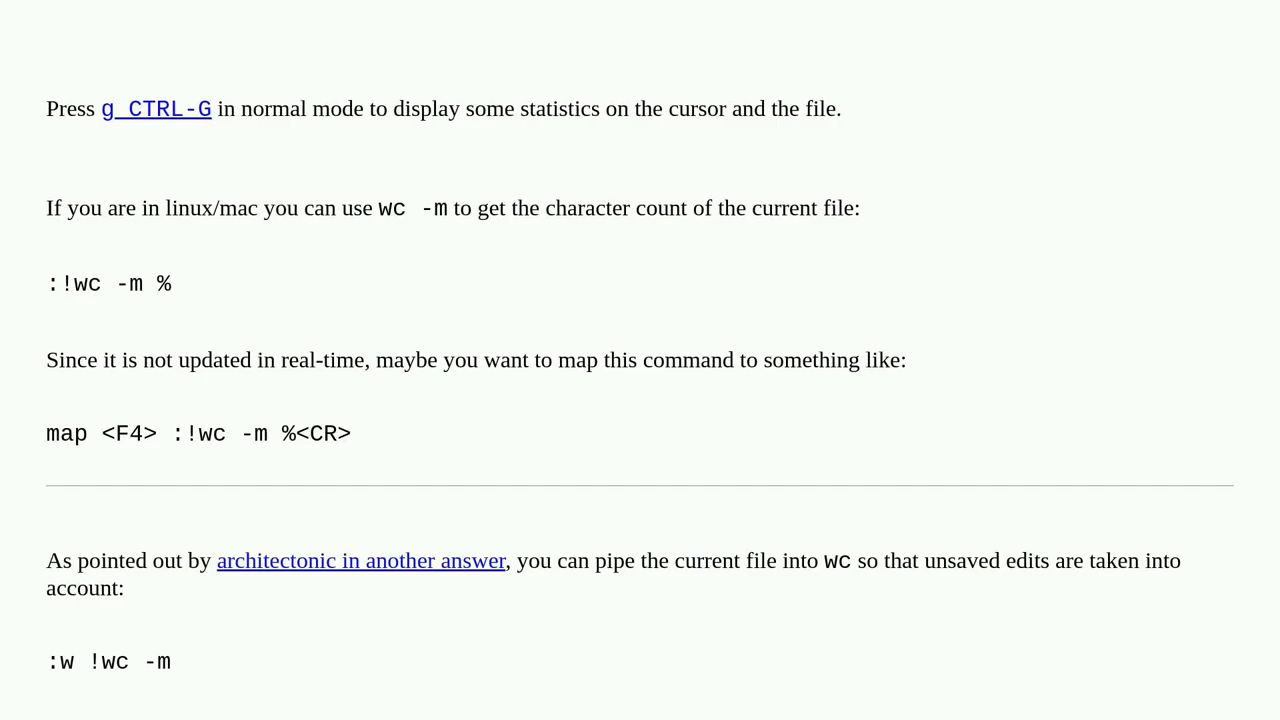 Press g CTRL-G in normal mode to display some statistics on the cursor and the file.
If you are in linux/mac you can use wc -m to get the character count of the current file:
:!wc -m %
Since it is not updated in real-time, maybe you want to map this command to something like:
map <F4> :!wc -m %<CR>
As pointed out by architectonic in another answer, you can pipe the current file into wc so that unsaved edits are taken into
account:
:w !wc -m